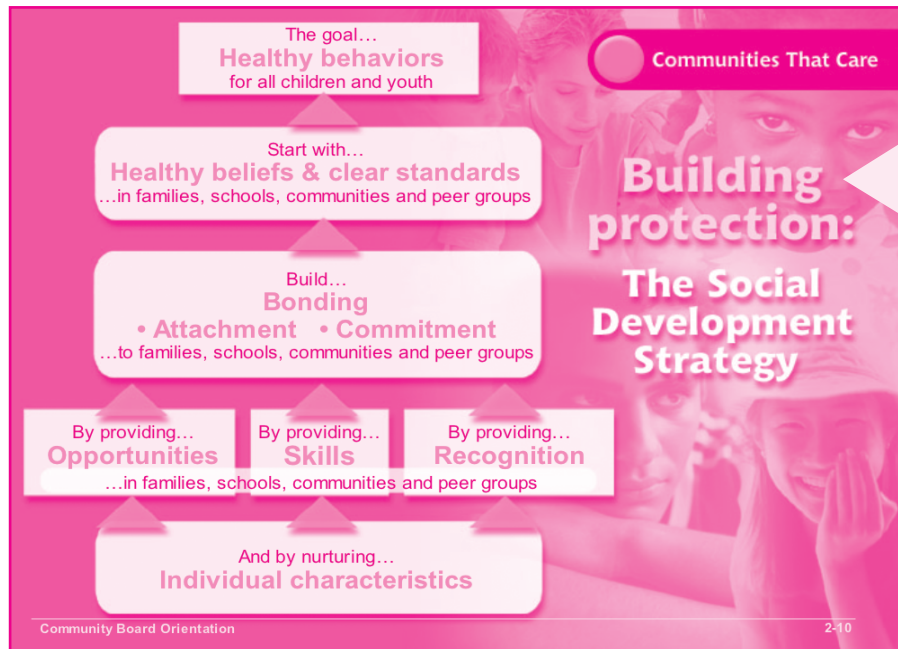 The goal…
Healthy behaviors
for all children and youth
Communities That Care
Start with…
Healthy beliefs & clear standards
…in families, schools, communities and peer groups
Building
protection:
The Social
Development
Strategy
Build…
Bonding
• Attachment • Commitment
…to families, schools, communities and peer groups
By providing…
Opportunities
By providing…
Skills
By providing…
Recognition
…in families, schools, communities and peer groups
And by nurturing…
Individual characteristics
Community Board Orientation
2-10